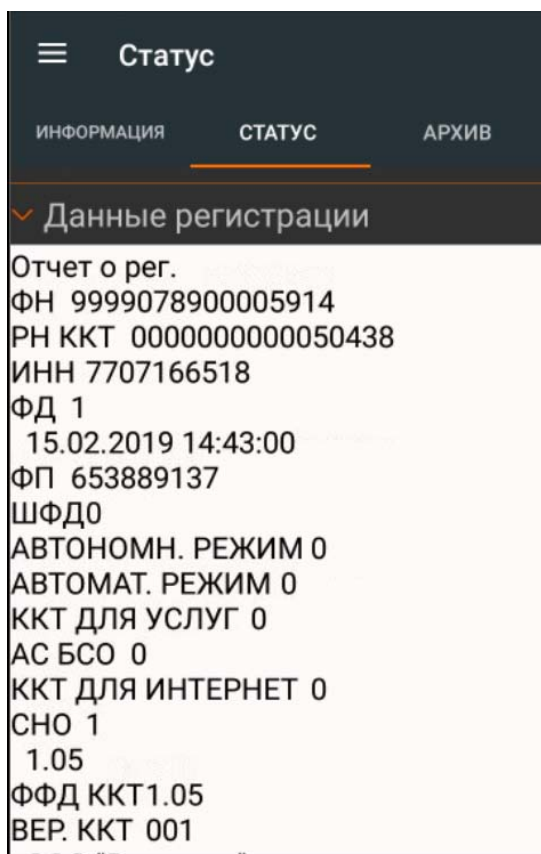 Статус
ИНФОРМАЦИЯ СТАТУС АРХИВ
Данные регистрации
Отчет о рег.
ФН 9999078900005914
РН ККТ 0000000000050438
ИНН 7707166518
ФД 1
15.02.2019 14:43:00
ФП 653889137
ШФД0
АВТОНОМН. РЕЖИМ 0
АВТОМАТ. РЕЖИМ 0
ККТ ДЛЯ УСЛУГ 0
АС БСО 0
ККТ ДЛЯ ИНТЕРНЕТ 0
СНО 1
1.05
ФФД ККТ1.05
ВЕР. ККТ 001